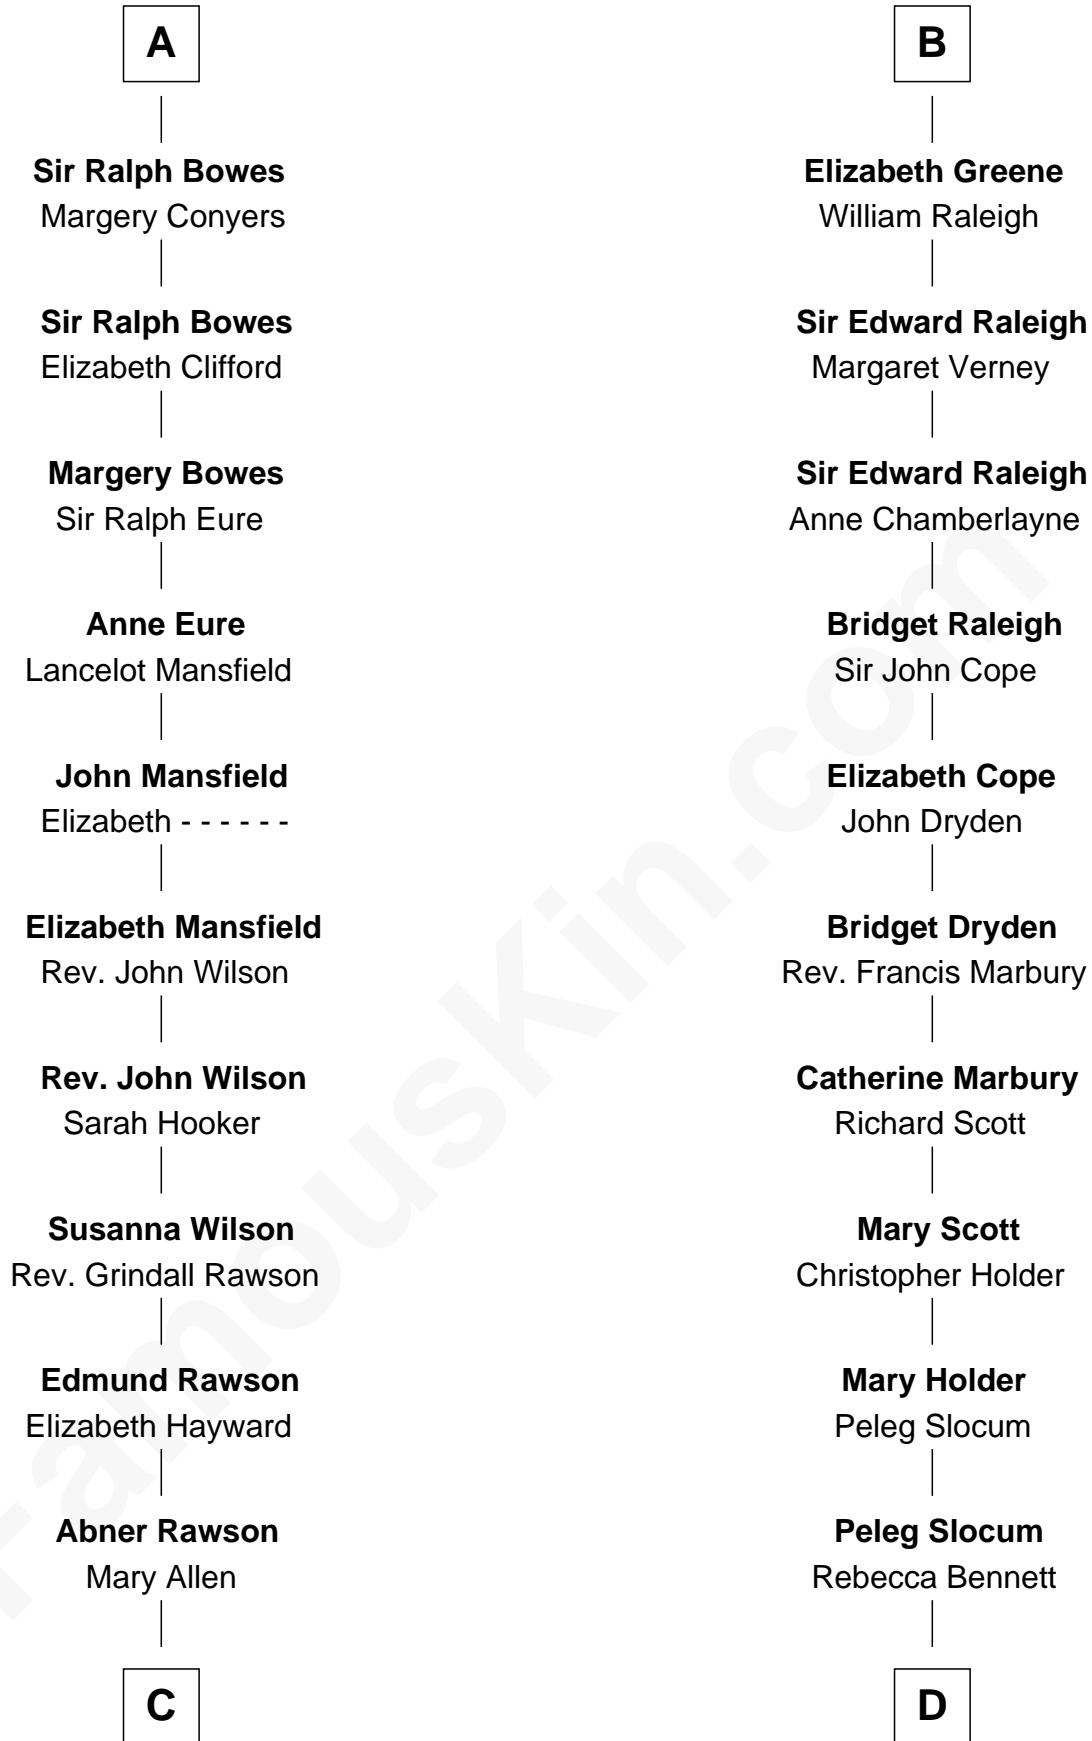 A
Sir Ralph Bowes
Margery Conyers
Sir Ralph Bowes
Elizabeth Clifford
Margery Bowes
Sir Ralph Eure
Anne Eure
Lancelot Mansfield
John Mansfield
Elizabeth - - - - - -
Elizabeth Mansfield
Rev. John Wilson
Rev. John Wilson
Sarah Hooker
Susanna Wilson
Rev. Grindall Rawson
Edmund Rawson
Elizabeth Hayward
Abner Rawson
Mary Allen
C
B
Elizabeth Greene
William Raleigh
Sir Edward Raleigh
Margaret Verney
Sir Edward Raleigh
Anne Chamberlayne
Bridget Raleigh
Sir John Cope
Elizabeth Cope
John Dryden
Bridget Dryden
Rev. Francis Marbury
Catherine Marbury
Richard Scott
Mary Scott
Christopher Holder
Mary Holder
Peleg Slocum
Peleg Slocum
Rebecca Bennett
D
FamousKin.com